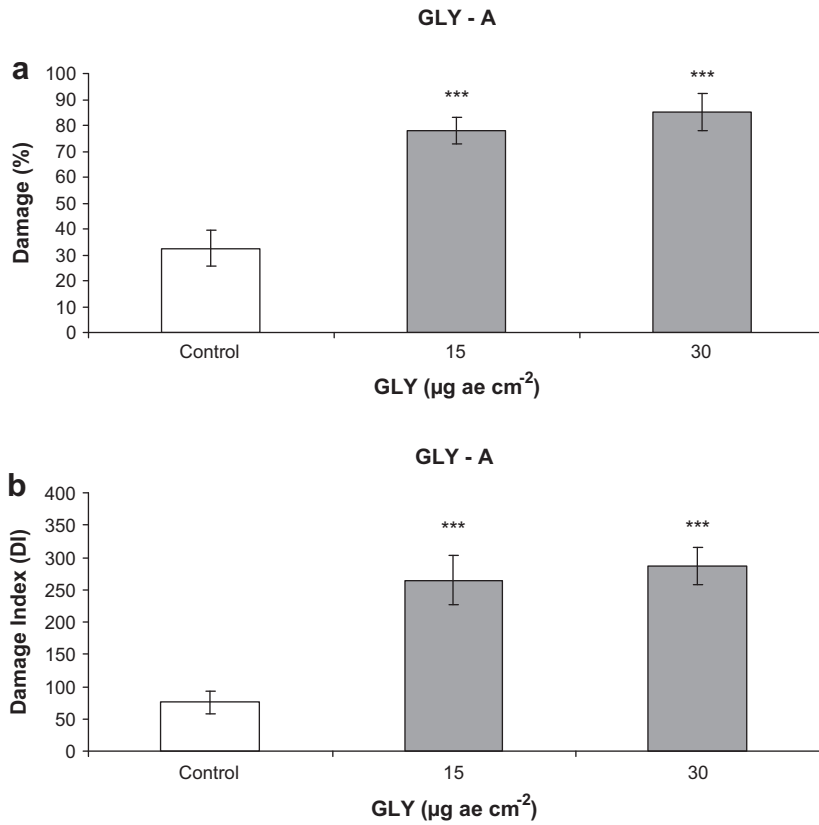 GLY - A
a
100
90
80
70
60
50
40
30
20
10
0
Damage (%)
***
***
Control 15 30
GLY (µg ae cm-2)
GLY - A
b
400
350
300
250
200
150
100
50
0
Damage Index (DI)
*** ***
Control 15 30
GLY (µg ae cm-2)